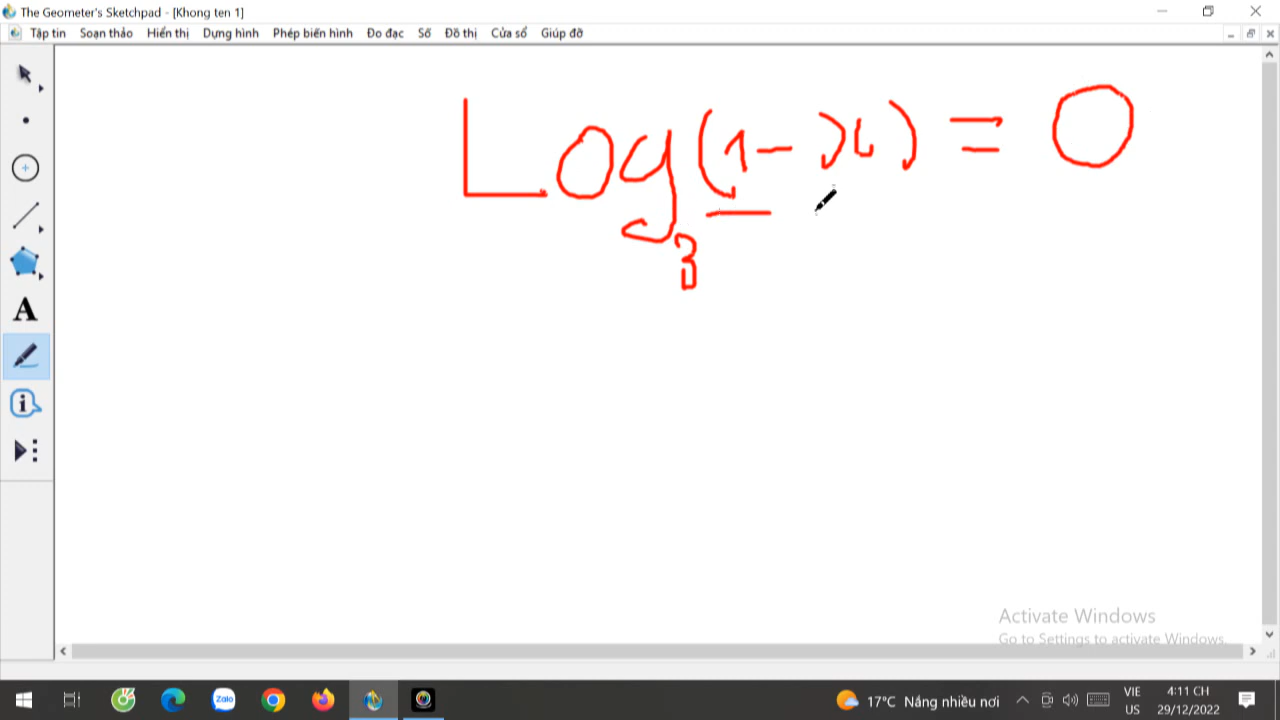 The Geometer's Sketchpad - [Khong ten 1]
Tập tin Soạn thảo Hiển thị Dựng hình Phép biến hình Đo đạc Số Đồ thị Cửa sổ Giúp đỡ
Log₃(1-x) = 0
A
Activate Windows
Go to Settings to activate Windows.
Zalo 17°C Nắng nhiều nơi VIE US 4:11 CH 29/12/2022